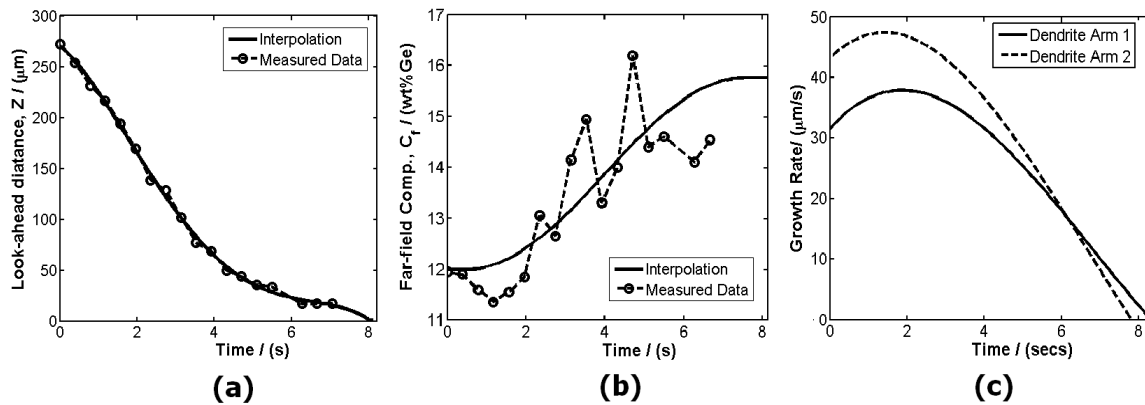 Look-ahead diatance, Z / (μm)
300
250
200
150
100
50
0
0 2 4 6 8
Time / (s)
Interpolation
Measured Data
(a)
Far-field Comp., Cf / (wt%Ge)
17
16
15
14
13
12
11
0 2 4 6 8
Time / (s)
Interpolation
Measured Data
(b)
Growth Rate/ (μm/s)
50
40
30
20
10
0
0 2 4 6 8
Time / (secs)
Dendrite Arm 1
Dendrite Arm 2
(c)